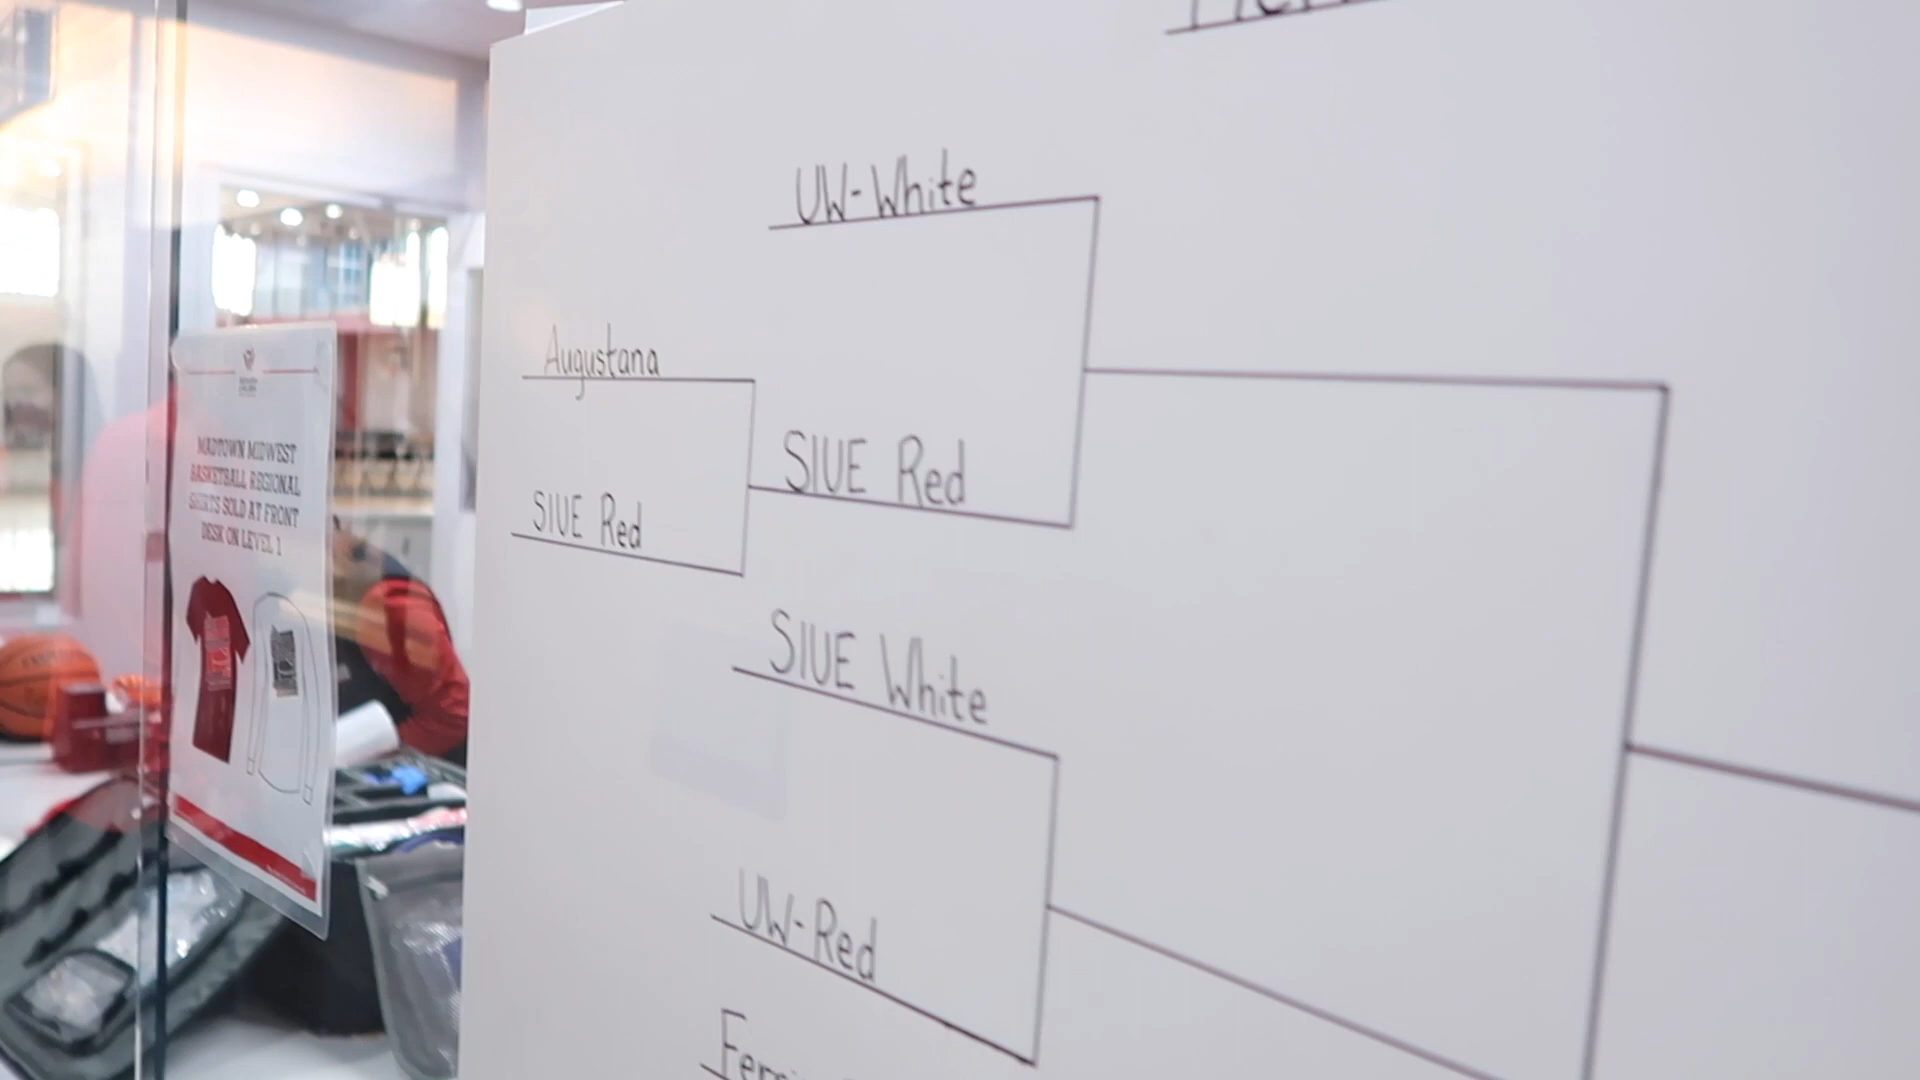 UW-White
Augustana
SIUE Red
SIUE Red
SIUE White
UW-Red
MADTOWN MIDWEST
BASKETBALL REGIONAL
SHIRTS SOLD AT FRONT
DESK ON LEVEL 1